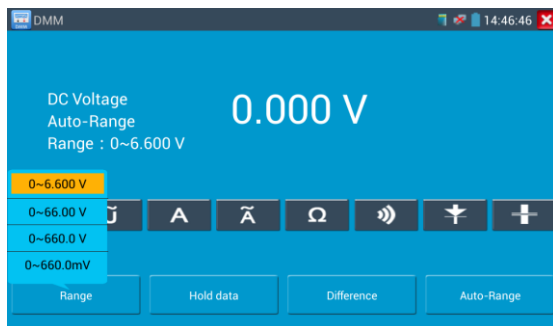 DMM
14:46:46
DC Voltage
Auto-Range
Range : 0~6.600 V
0.000 V
0~6.600 V
0~66.00 V
0~660.0 V
0~660.0mV
A
Ã
Ω
Range
Hold data
Difference
Auto-Range